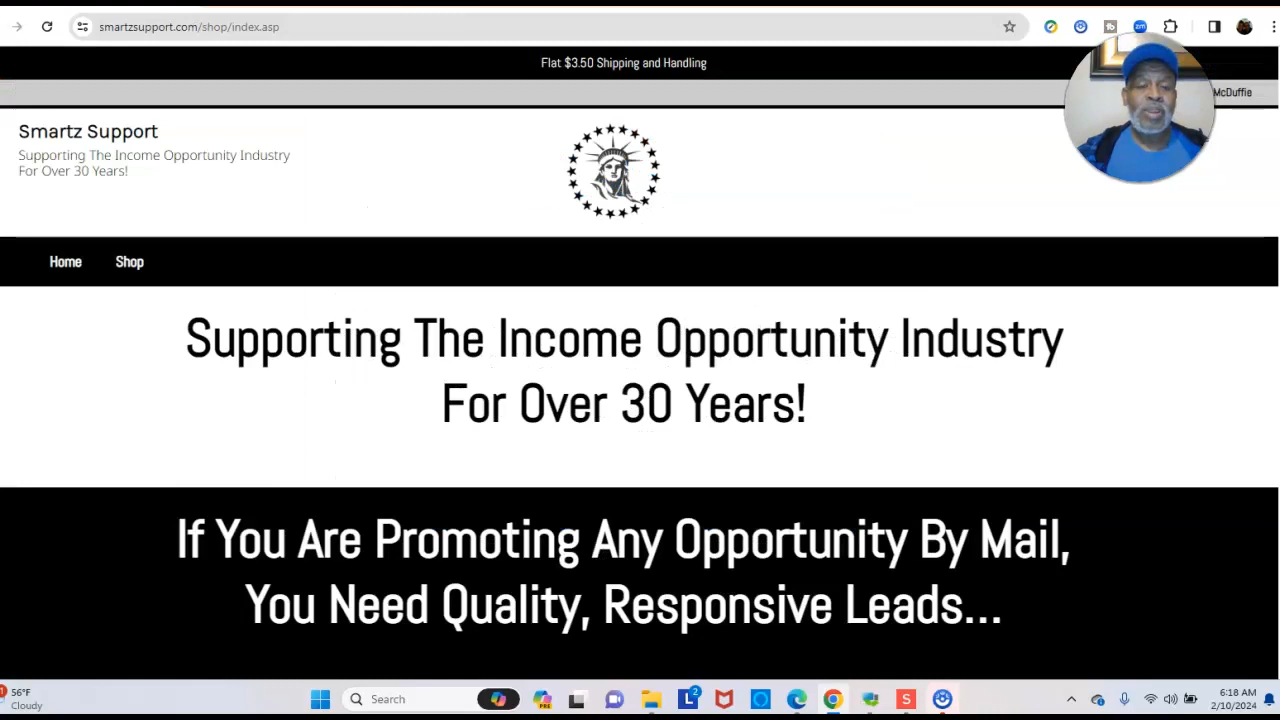 smartzsupport.com/shop/index.asp
Flat $3.50 Shipping and Handling
McDuffie
Smartz Support
Supporting The Income Opportunity Industry
For Over 30 Years!
Home Shop
Supporting The Income Opportunity Industry
For Over 30 Years!
If You Are Promoting Any Opportunity By Mail,
You Need Quality, Responsive Leads...
56°F
Cloudy
Search
PRE
L
2
S
6:18 AM
2/10/2024